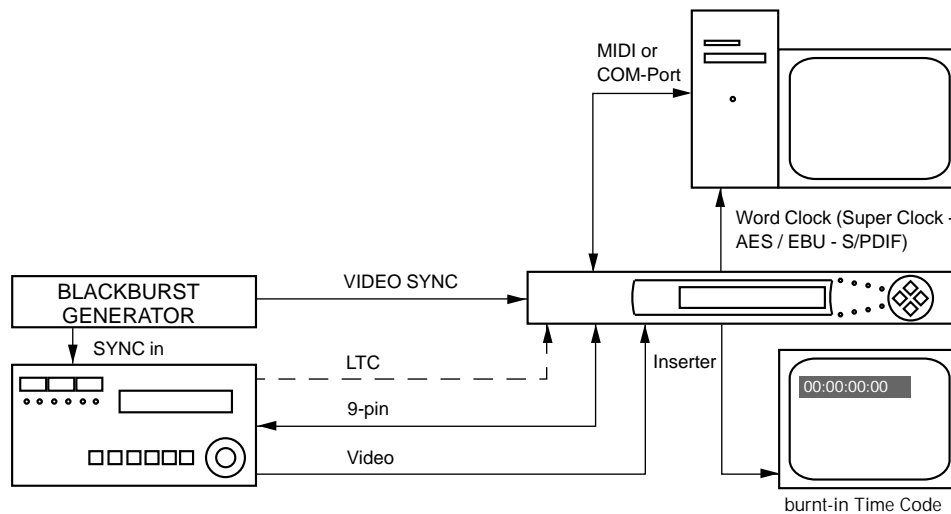 MIDI or
COM-Port
Word Clock (Super Clock -
AES / EBU - S/PDIF)
BLACKBURST
GENERATOR
VIDEO SYNC
SYNC in
LTC
Inserter
00:00:00:00
9-pin
Video
burnt-in Time Code